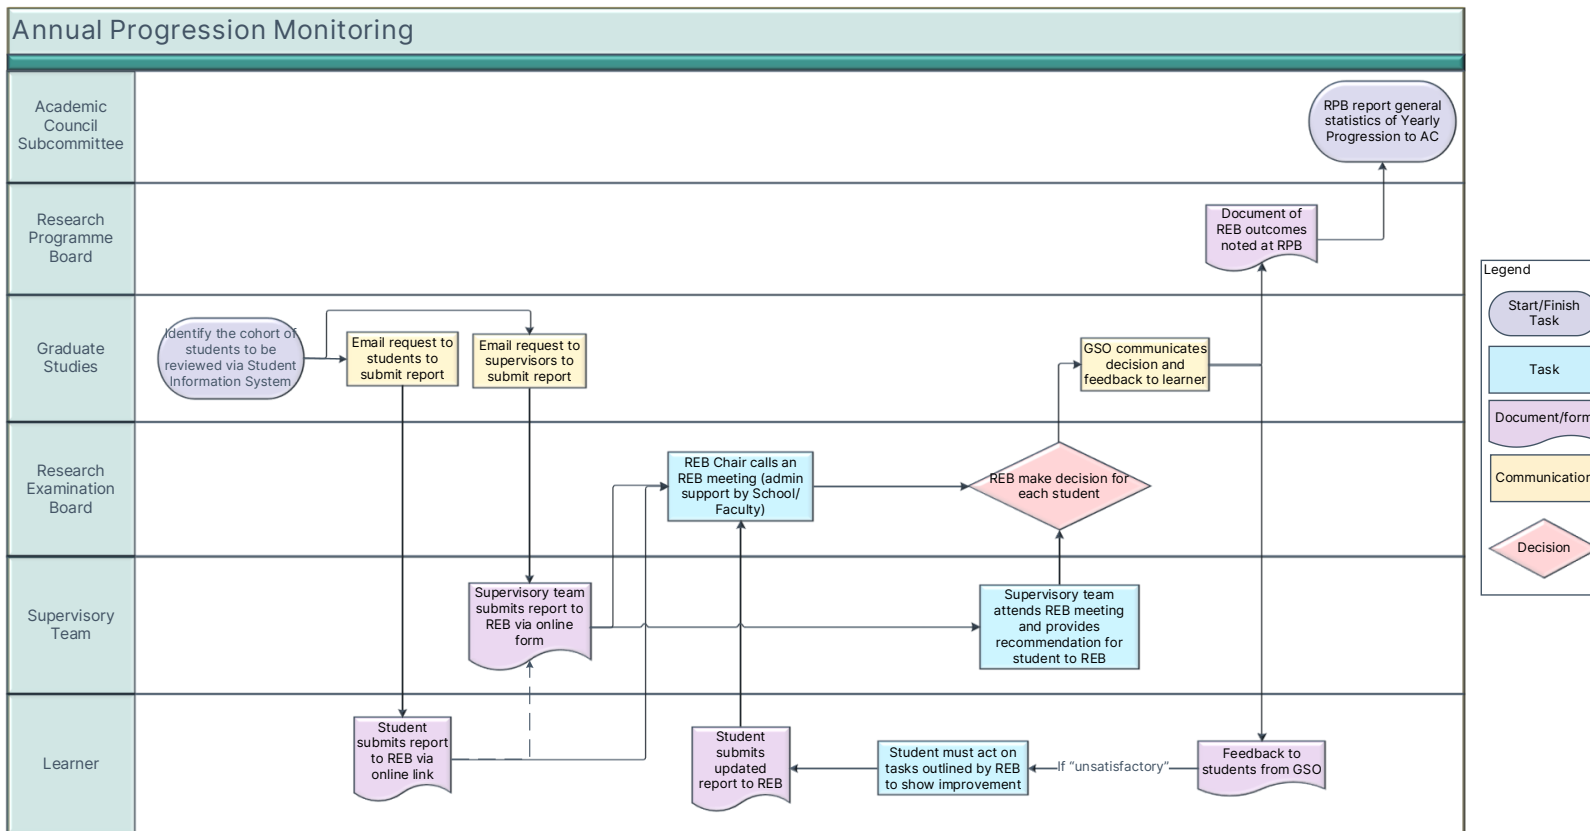 Annual Progression Monitoring
Academic
Council
Subcommittee
RPB report general
statistics of Yearly
Progression to AC
Research
Programme
Board
Document of
REB outcomes
noted at RPB
Graduate
Studies
Identify the cohort of
students to be
reviewed via Student
Information System
Email request to
students to
submit report
Email request to
supervisors to
submit report
GSO communicates
decision and
feedback to learner
Research
Examination
Board
REB Chair calls an
REB meeting (admin
support by School/
Faculty)
REB make decision for
each student
Supervisory
Team
Supervisory team
submits report to
REB via online
form
Supervisory team
attends REB meeting
and provides
recommendation for
student to REB
Learner
Student
submits report
to REB via
online link
Student
submits
updated
report to REB
Student must act on
tasks outlined by REB
to show improvement
If “unsatisfactory”
Feedback to
students from GSO
Legend
Start/Finish
Task
Task
Document/form
Communication
Decision